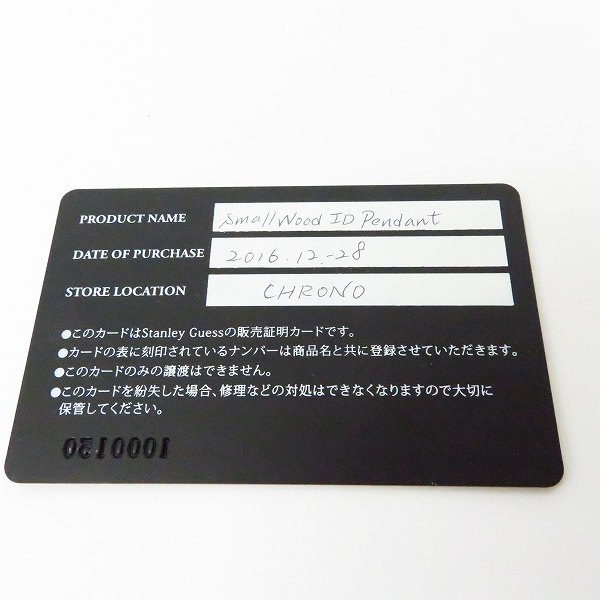 PRODUCT NAME Small Wood ID Pendant
DATE OF PURCHASE 2016.12-28
STORE LOCATION CHRONO
●このカードはStanley Guessの販売証明カードです。
●カードの表に刻印されているナンバーは商品名と共に登録させていただきます。
●このカードのみの譲渡はできません。
●このカードを紛失した場合、修理などの対処はできなくなりますので大切に
保管してください。
1000120